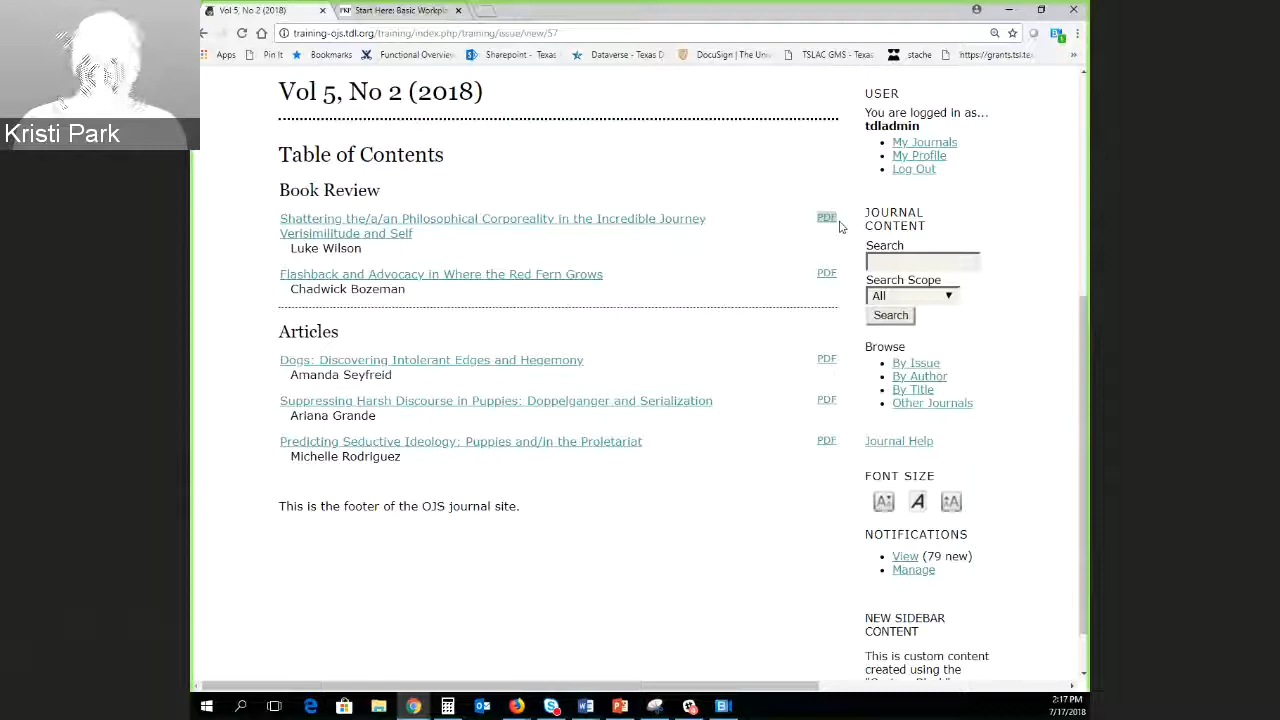 Vol 5, No 2 (2018)
Start Here: Basic Workpla
training-ojs.tdl.org/training/index.php/training/issue/view/57
Apps
Pin It
Bookmarks
Functional Overview
Sharepoint - Texas
Dataverse - Texas D
DocuSign | The Un
TSLAC GMS - Texas
stache
https://grants.tsl.tex
Kristi Park
Vol 5, No 2 (2018)
Table of Contents
Book Review
Shattering the/a/an Philosophical Corporeality in the Incredible Journey PDF
Verisimilitude and Self
Luke Wilson
Flashback and Advocacy in Where the Red Fern Grows PDF
Chadwick Bozeman
Articles
Dogs: Discovering Intolerant Edges and Hegemony PDF
Amanda Seyfreid
Suppressing Harsh Discourse in Puppies: Doppelganger and Serialization PDF
Ariana Grande
Predicting Seductive Ideology: Puppies and/in the Proletariat PDF
Michelle Rodriguez
This is the footer of the OJS journal site.
USER
You are logged in as...
tdladmin
My Journals
My Profile
Log Out
JOURNAL
CONTENT
Search
Search Scope
All
Search
Browse
By Issue
By Author
By Title
Other Journals
Journal Help
FONT SIZE
NOTIFICATIONS
View (79 new)
Manage
NEW SIDEBAR
CONTENT
This is custom content
created using the
2:17 PM
7/17/2018